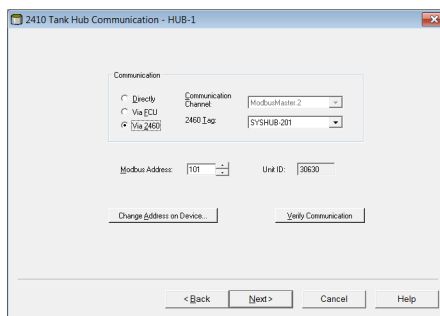 2410 Tank Hub Communication - HUB-1
Communication
Directly
Via FCU
Via 2460
Communication
Channel:
ModbusMaster.2
2460 Tag:
SYSHUB-201
Modbus Address:
101
Unit ID:
30630
Change Address on Device...
Verify Communication
< Back
Next >
Cancel
Help